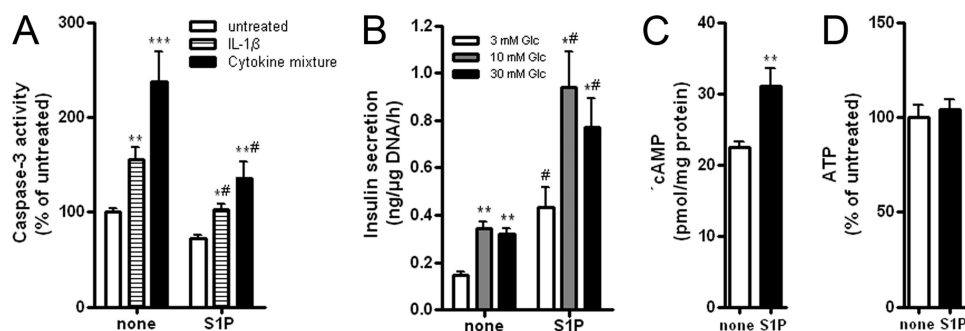 A
Caspase-3 activity
(% of untreated)
300
200
100
0
untreated
IL-1β
Cytokine mixture
**
***
*#
**#
none
S1P
B
Insulin secretion
(ng/µg DNA/h)
1.2
1.0
0.8
0.6
0.4
0.2
0.0
3 mM Glc
10 mM Glc
30 mM Glc
**
**
#
*#
*#
none
S1P
C
´cAMP
(pmol/mg protein)
40
30
20
10
0
**
none S1P
D
ATP
(% of untreated)
150
100
50
0
none S1P